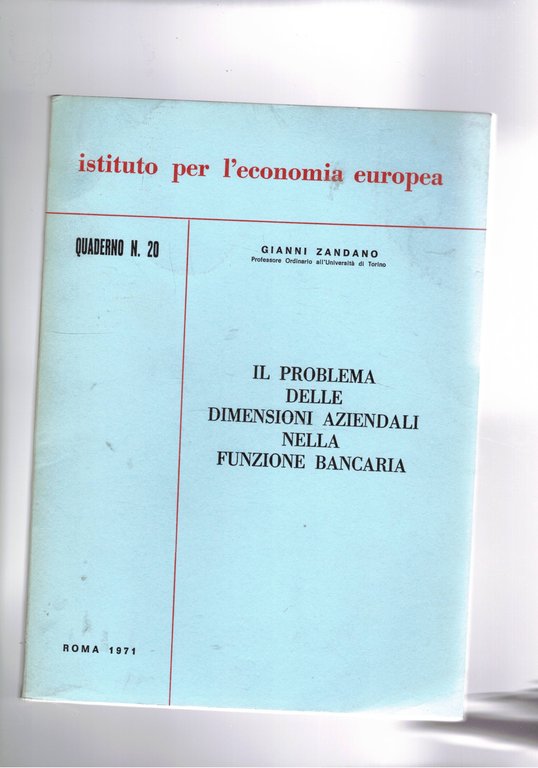 istituto per l'economia europea
QUADERNO N. 20
GIANNI ZANDANO
Professore Ordinario all'Università di Torino
IL PROBLEMA
DELLE
DIMENSIONI AZIENDALI
NELLA
FUNZIONE BANCARIA
ROMA 1971